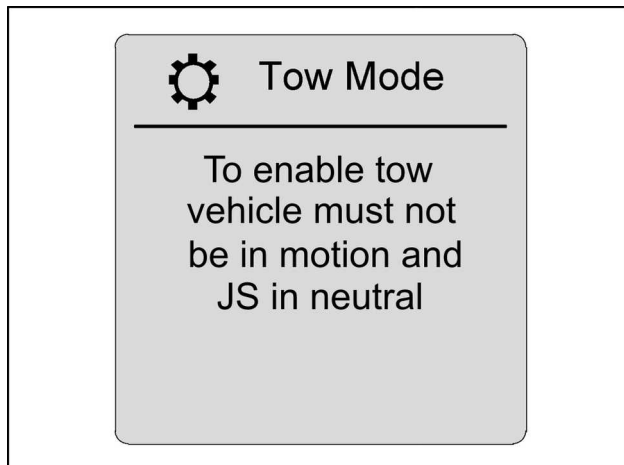 Tow Mode
To enable tow
vehicle must not
be in motion and
JS in neutral